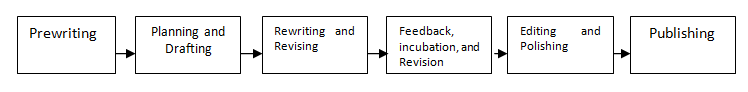 Prewriting
Planning and
Drafting
Rewriting and
Revising
Feedback,
incubation, and
Revision
Editing and
Polishing
Publishing